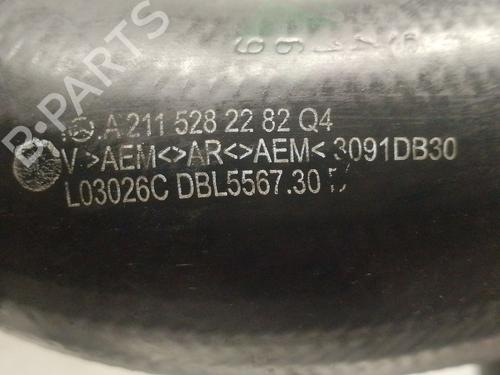 A 211 528 22 82 Q4
V >AEM<>AR<>AEM< 3091DB30
L03026C DBL5567.30
B-PARTS